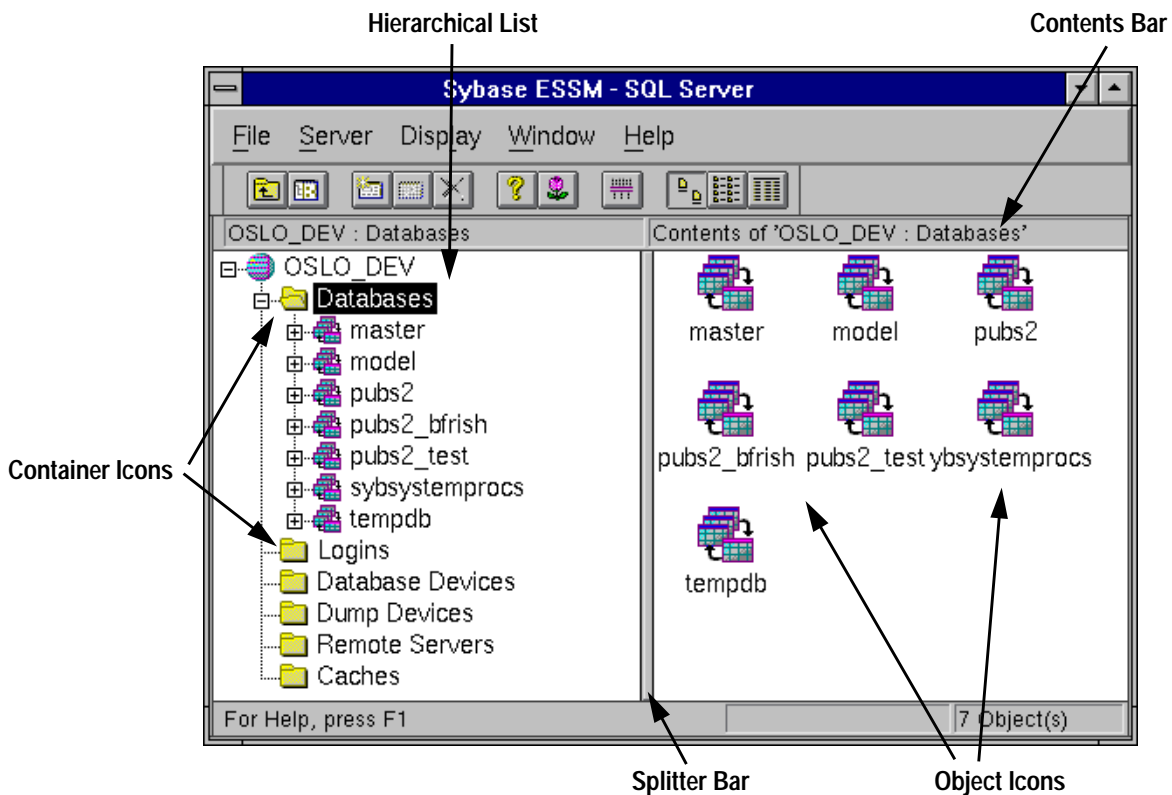 Hierarchical List
Contents Bar
Sybase ESSM - SQL Server
File Server Display Window Help
OSLO_DEV : Databases
Contents of 'OSLO_DEV : Databases'
OSLO_DEV
Databases
master
model
pubs2
pubs2_bfrish
pubs2_test
sybsystemprocs
tempdb
Logins
Database Devices
Dump Devices
Remote Servers
Caches
master model pubs2
pubs2_bfrish pubs2_test ybsystemprocs
tempdb
Container Icons
For Help, press F1
7 Object(s)
Splitter Bar
Object Icons